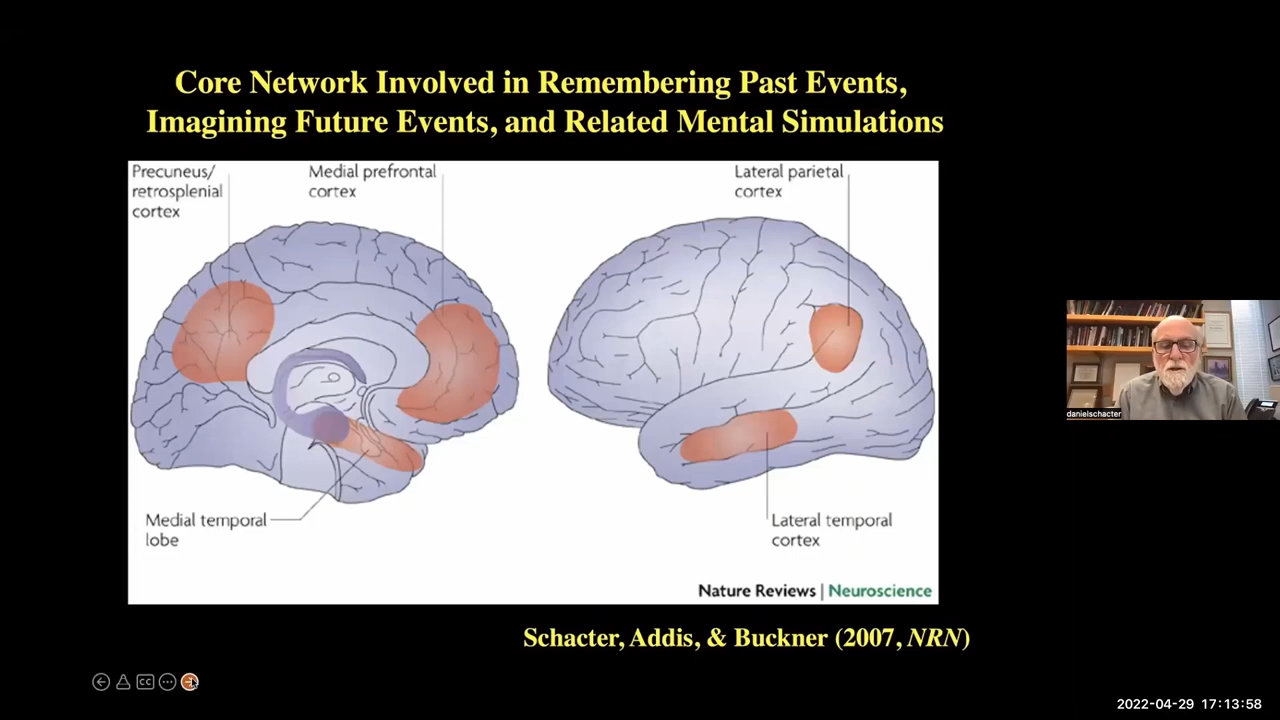 Core Network Involved in Remembering Past Events,
Imagining Future Events, and Related Mental Simulations
Precuneus/
retrosplenial
cortex
Medial prefrontal
cortex
Lateral parietal
cortex
Medial temporal
lobe
Lateral temporal
cortex
Nature Reviews | Neuroscience
Schacter, Addis, & Buckner (2007, NRN)
danielschacter
CC
2022-04-29 17:13:58